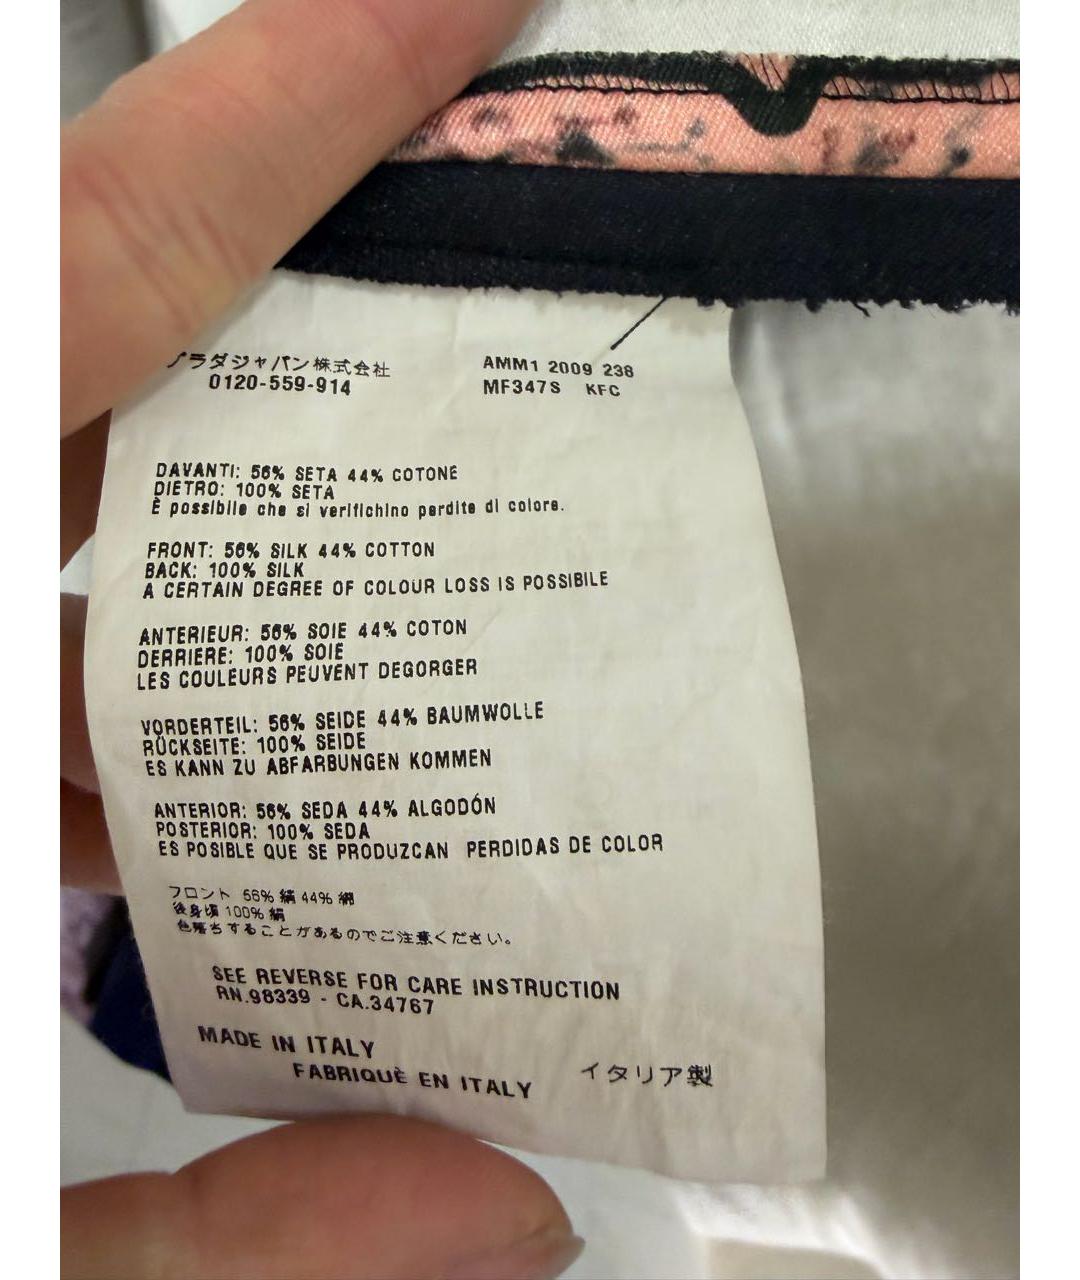 プラダジャパン株式会社
0120-559-914
AMM1 2009 238
MF347S KFC
DAVANTI: 56% SETA 44% COTONE
DIETRO: 100% SETA
È possibile che si verifichino perdite di colore.
FRONT: 56% SILK 44% COTTON
BACK: 100% SILK
A CERTAIN DEGREE OF COLOUR LOSS IS POSSIBILE
ANTERIEUR: 56% SOIE 44% COTON
DERRIERE: 100% SOIE
LES COULEURS PEUVENT DEGORGER
VORDERTEIL: 56% SEIDE 44% BAUMWOLLE
RÜCKSEITE: 100% SEIDE
ES KANN ZU ABFARBUNGEN KOMMEN
ANTERIOR: 56% SEDA 44% ALGODÓN
POSTERIOR: 100% SEDA
ES POSIBLE QUE SE PRODUZCAN PERDIDAS DE COLOR
フロント 56% 絹 44% 綿
後身頃 100% 絹
色落ちすることがあるのでご注意ください。
SEE REVERSE FOR CARE INSTRUCTION
RN.98339 - CA.34767
MADE IN ITALY
FABRIQUÈ EN ITALY
イタリア製